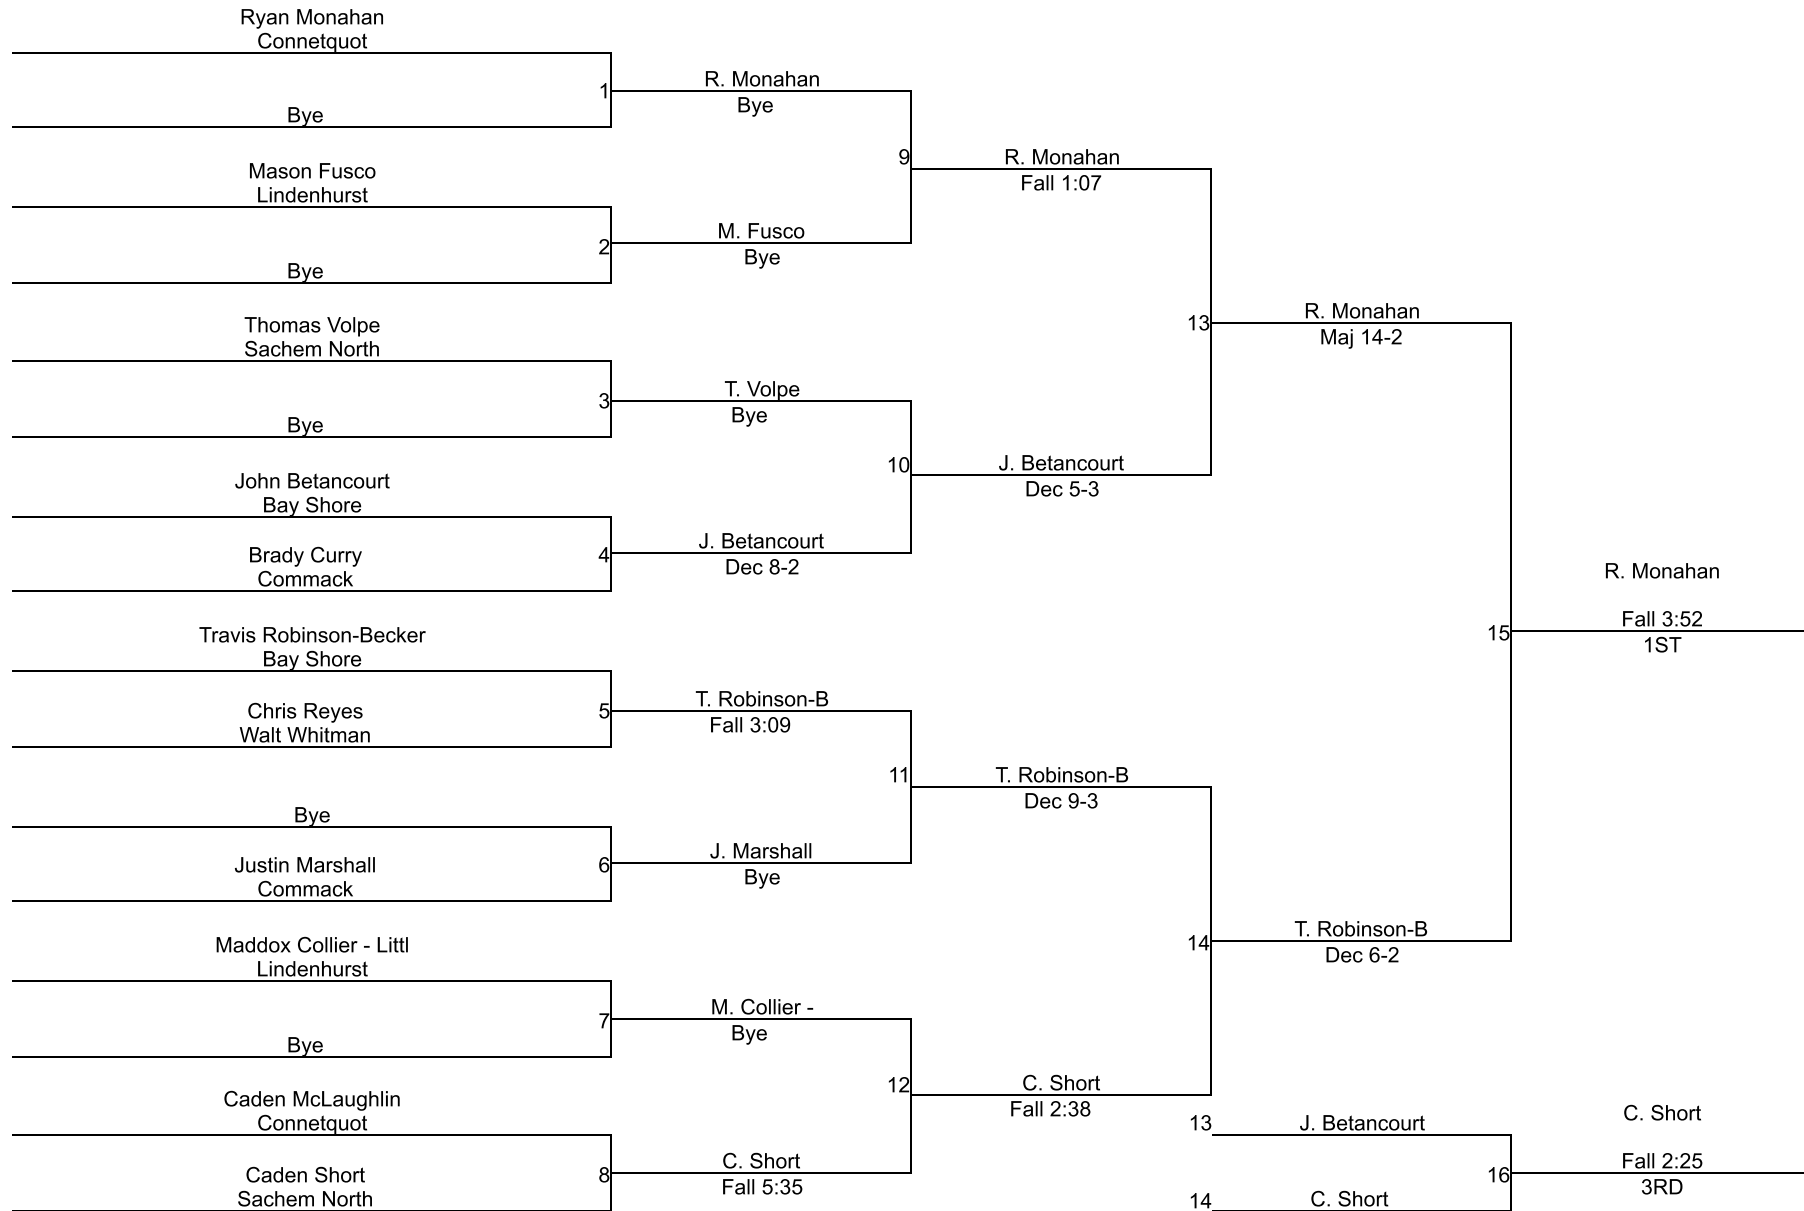 Ryan Monahan
Connetquot
1
Bye
Mason Fusco
Lindenhurst
2
Bye
Thomas Volpe
Sachem North
3
Bye
John Betancourt
Bay Shore
4
Brady Curry
Commack
Travis Robinson-Becker
Bay Shore
5
Chris Reyes
Walt Whitman
Bye
6
Justin Marshall
Commack
Maddox Collier - Littl
Lindenhurst
7
Bye
Caden McLaughlin
Connetquot
8
Caden Short
Sachem North
R. Monahan
Bye
9
M. Fusco
Bye
T. Volpe
Bye
10
J. Betancourt
Dec 8-2
T. Robinson-B
Fall 3:09
11
J. Marshall
Bye
M. Collier -
Bye
12
C. Short
Fall 5:35
R. Monahan
Fall 1:07
13
J. Betancourt
Dec 5-3
T. Robinson-B
Dec 9-3
14
C. Short
Fall 2:38
R. Monahan
Maj 14-2
15
T. Robinson-B
Dec 6-2
R. Monahan
Fall 3:52
1ST
13
J. Betancourt
16
14
C. Short
C. Short
Fall 2:25
3RD